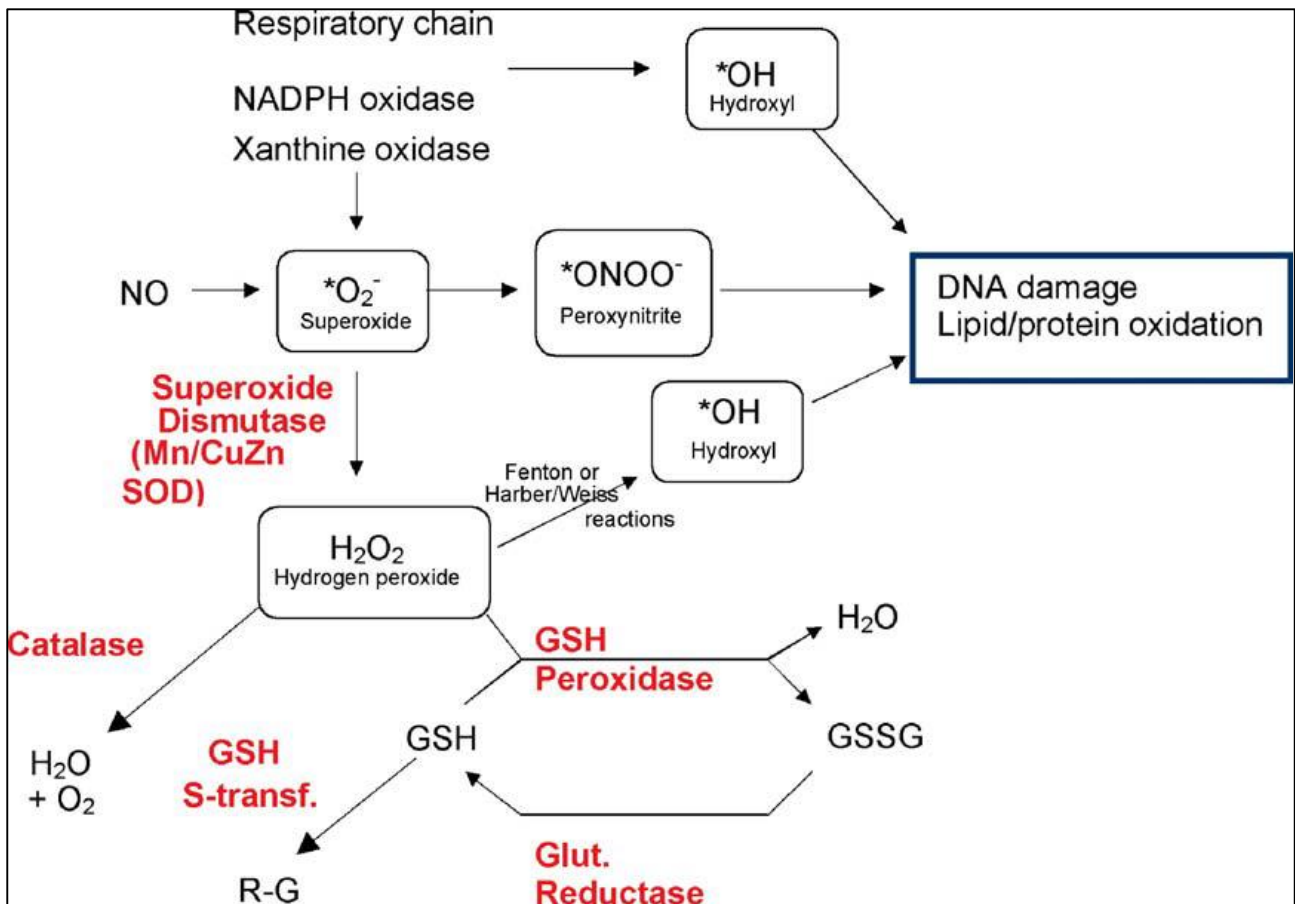 Respiratory chain
NADPH oxidase
Xanthine oxidase
*OH
Hydroxyl
NO
*O₂⁻
Superoxide
*ONOO⁻
Peroxynitrite
DNA damage
Lipid/protein oxidation
Superoxide
Dismutase
(Mn/CuZn
SOD)
*OH
Hydroxyl
Fenton or
Harber/Weiss
reactions
H₂O₂
Hydrogen peroxide
Catalase
GSH
Peroxidase
H₂O
H₂O
+ O₂
GSH
S-transf.
GSH
GSSG
R-G
Glut.
Reductase